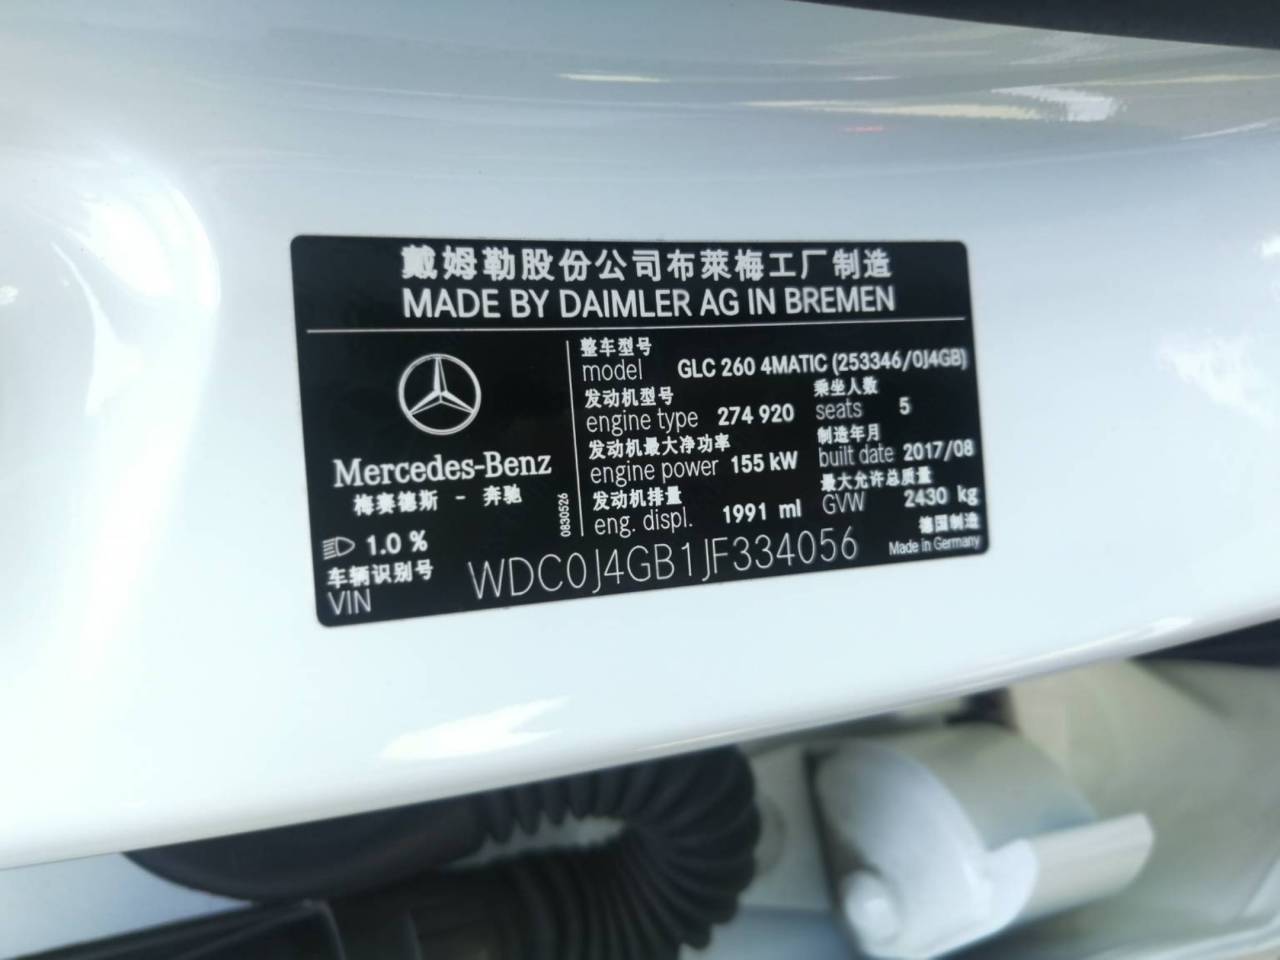 戴姆勒股份公司布莱梅工厂制造
MADE BY DAIMLER AG IN BREMEN
整车型号
model GLC 260 4MATIC (253346/0J4GB)
发动机型号 乘坐人数
engine type 274 920 seats 5
发动机最大净功率 制造年月
engine power 155 kW built date 2017/08
发动机排量 最大允许总质量
eng. displ. 1991 ml GVW 2430 kg
Mercedes-Benz
梅赛德斯 - 奔驰
0830526
1.0 %
德国制造
Made in Germany
车辆识别号
VIN WDC0J4GB1JF334056